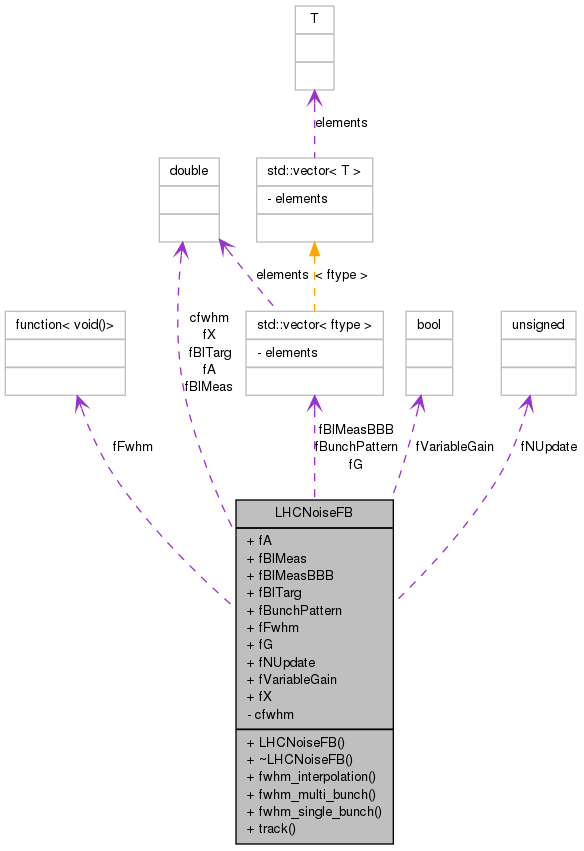 T
elements
double
std::vector< T >
- elements
elements
< ftype >
cfwhm
fX
fBlTarg
fA
fBlMeas
function< void()>
std::vector< ftype >
- elements
bool
unsigned
fFwhm
fBlMeasBBB
fBunchPattern
fG
fVariableGain
fNUpdate
LHCNoiseFB
+ fA
+ fBlMeas
+ fBlMeasBBB
+ fBlTarg
+ fBunchPattern
+ fFwhm
+ fG
+ fNUpdate
+ fVariableGain
+ fX
- cfwhm
+ LHCNoiseFB()
+ ~LHCNoiseFB()
+ fwhm_interpolation()
+ fwhm_multi_bunch()
+ fwhm_single_bunch()
+ track()